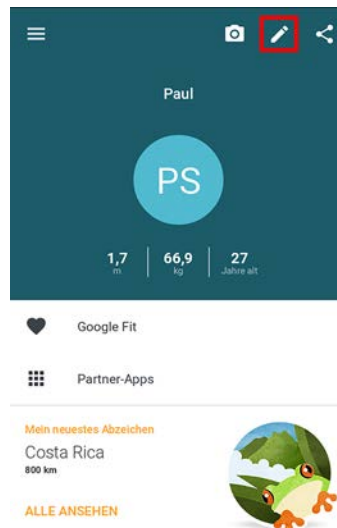 Paul
PS
1,7 66,9 27
m kg Jahre alt
Google Fit
Partner-Apps
Mein neuestes Abzeichen
Costa Rica
800 km
ALLE ANSEHEN